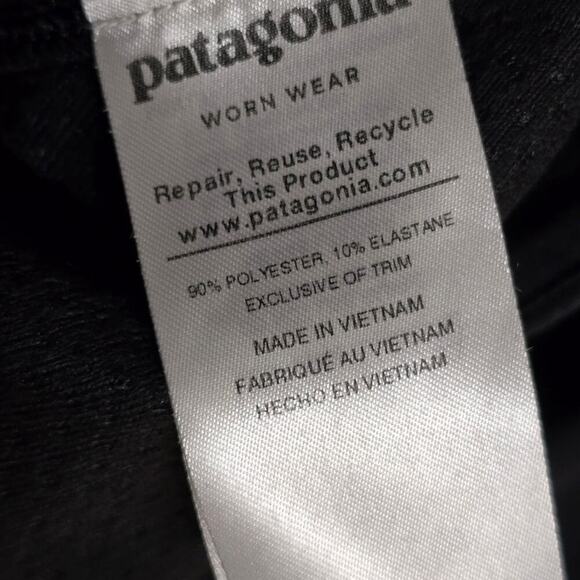 patagonia
WORN WEAR
Repair, Reuse, Recycle
This Product
www.patagonia.com
90% POLYESTER, 10% ELASTANE
EXCLUSIVE OF TRIM
MADE IN VIETNAM
FABRIQUÉ AU VIETNAM
HECHO EN VIETNAM